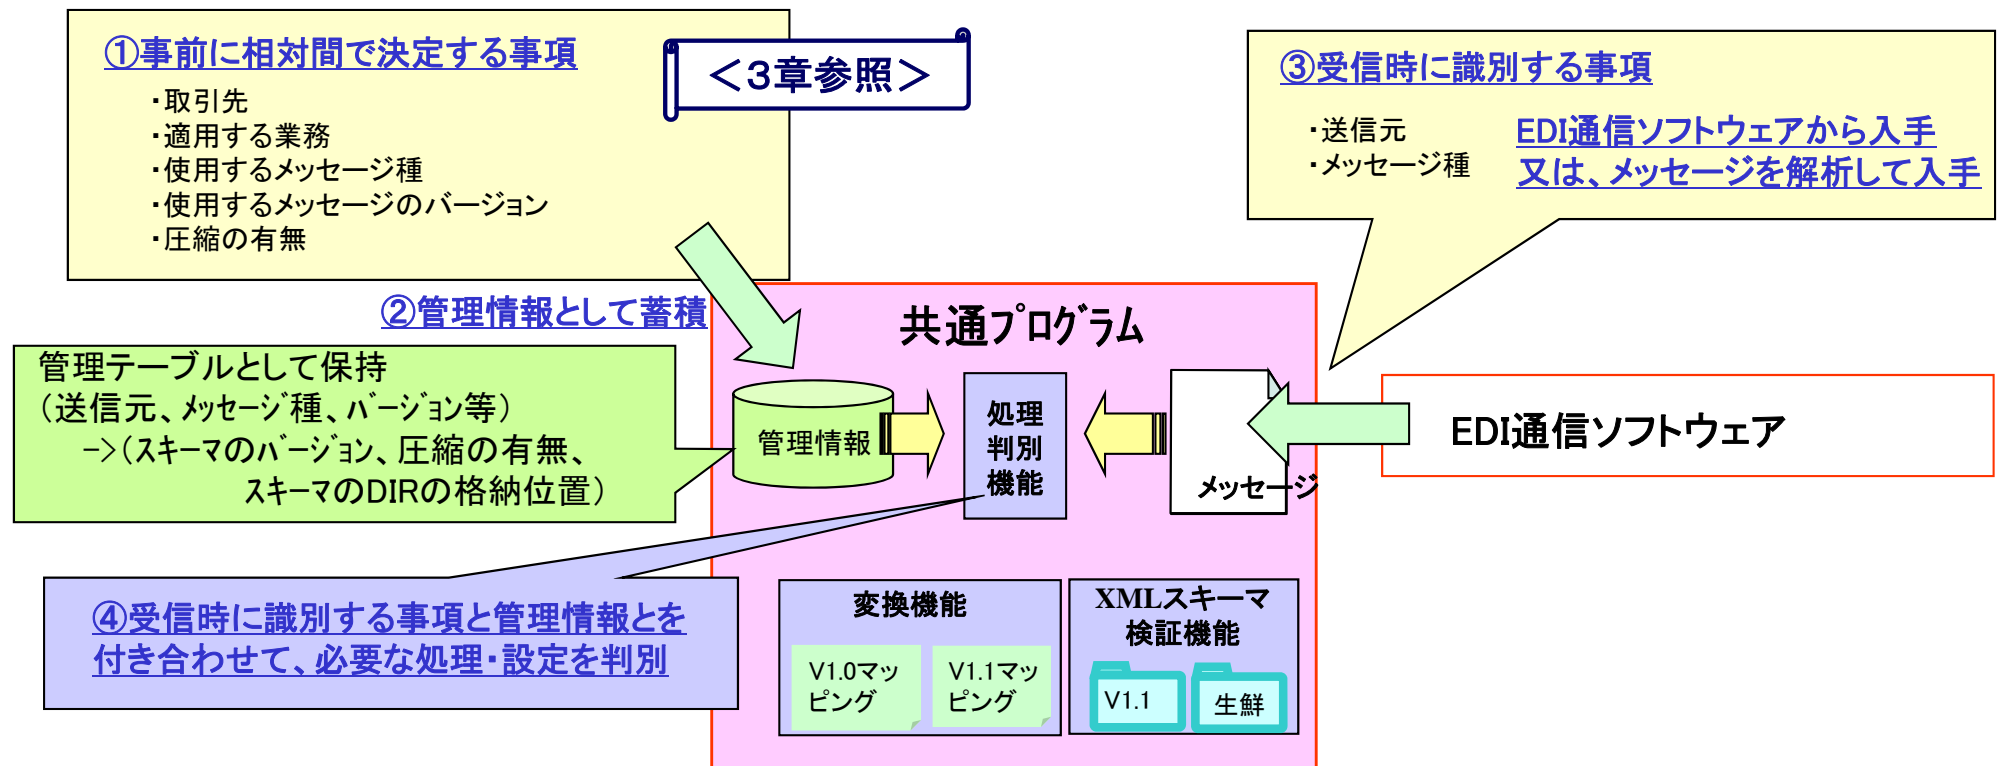 ①事前に相対間で決定する事項
・取引先
・適用する業務
・使用するメッセージ種
・使用するメッセージのバージョン
・圧縮の有無
＜３章参照＞
③受信時に識別する事項
・送信元
・メッセージ種
EDI通信ソフトウェアから入手
又は、メッセージを解析して入手
②管理情報として蓄積
管理テーブルとして保持
（送信元、ﾒｯｾｰｼﾞ種、ﾊﾞｰｼﾞｮﾝ等）
－＞（ｽｷｰﾏのﾊﾞｰｼﾞｮﾝ、圧縮の有無、
ｽｷｰﾏのDIRの格納位置）
共通ﾌﾟﾛｸﾞﾗﾑ
管理情報
処理
判別
機能
メッセージ
EDI通信ソフトウェア
④受信時に識別する事項と管理情報とを
付き合わせて、必要な処理・設定を判別
変換機能
V1.0マッ
ピング
V1.1マッ
ピング
XMLスキーマ
検証機能
V1.1
生鮮